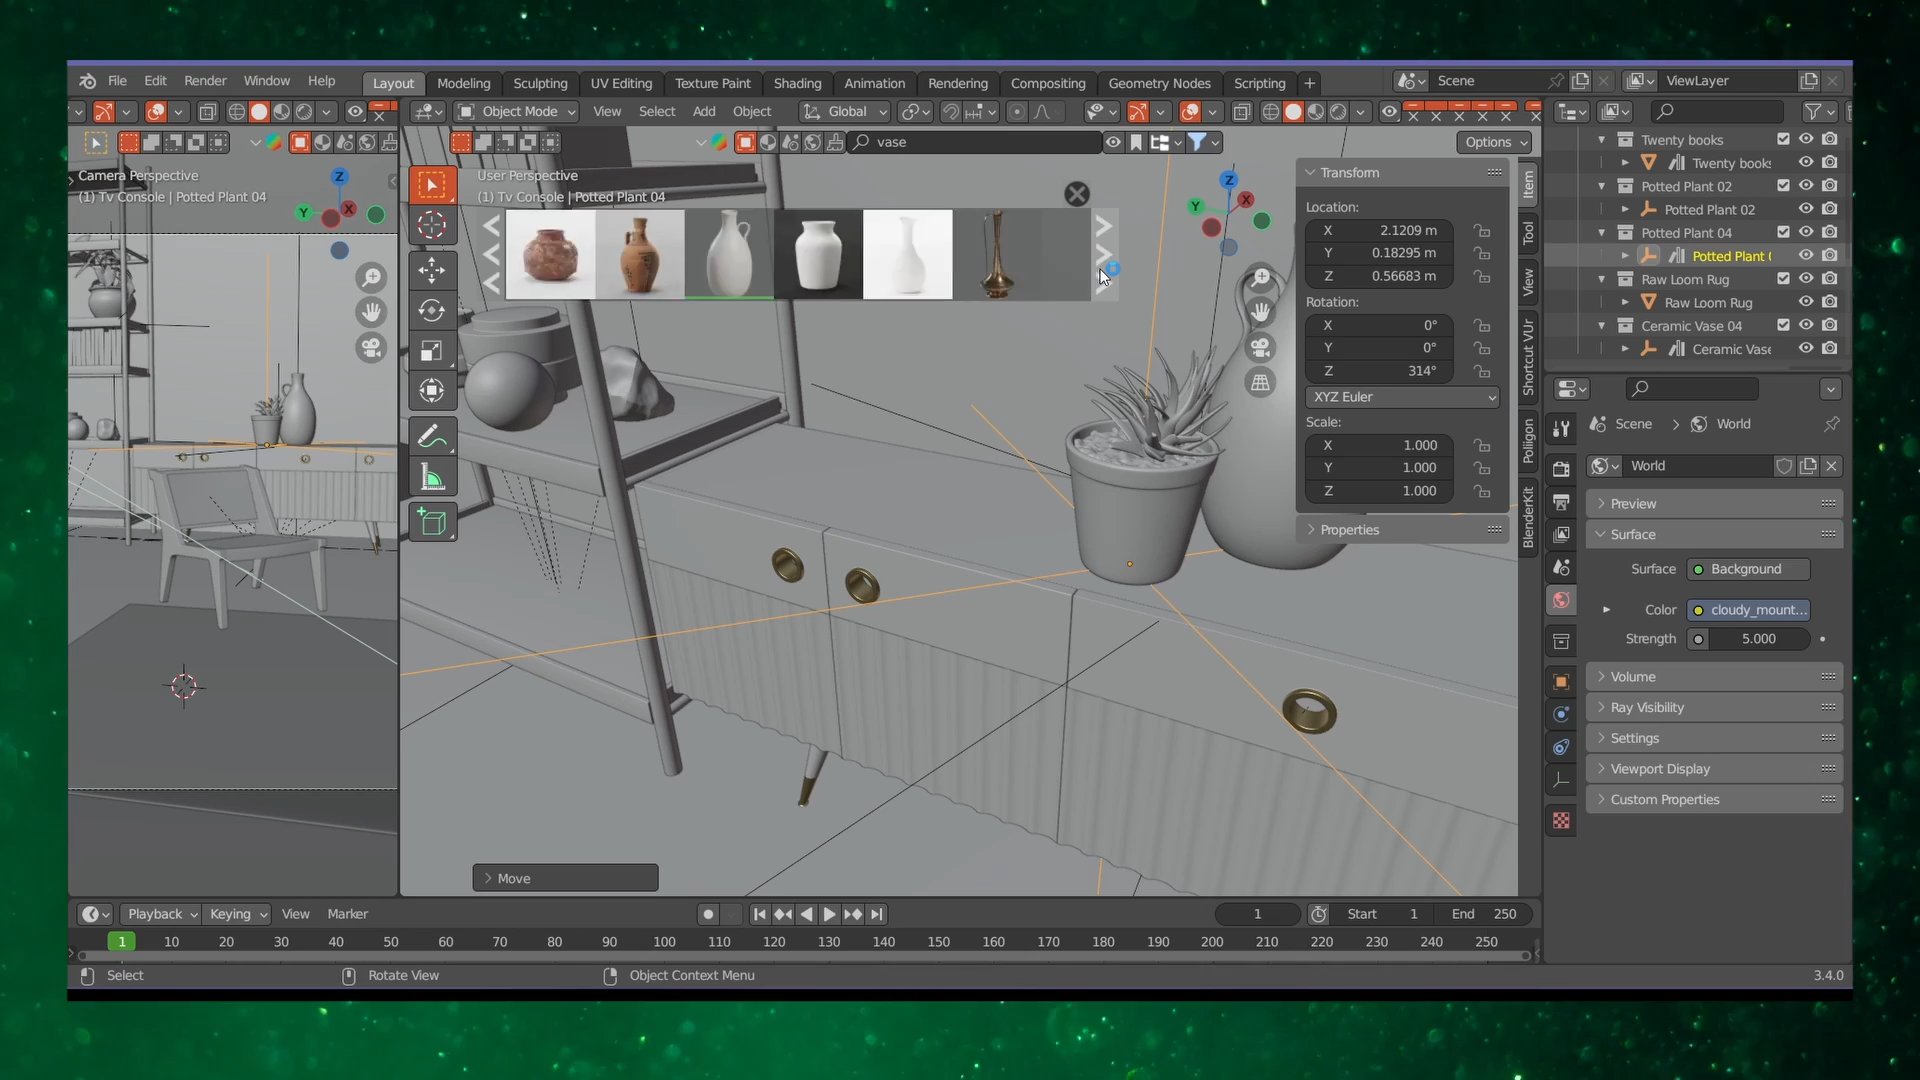 File Edit Render Window Help Layout Modeling Sculpting UV Editing Texture Paint Shading Animation Rendering Compositing Geometry Nodes Scripting + Scene ViewLayer
Object Mode View Select Add Object Global
vase Options
Camera Perspective
(1) Tv Console | Potted Plant 04
User Perspective
(1) Tv Console | Potted Plant 04
Z
Y
X
Z
Y
X
Transform
Location:
X 2.1209 m
Y 0.18295 m
Z 0.56683 m
Rotation:
X 0°
Y 0°
Z 314°
XYZ Euler
Scale:
X 1.000
Y 1.000
Z 1.000
Properties
Item
Tool
View
Shortcut VUr
Poliigon
BlenderKit
Twenty books
Twenty books
Potted Plant 02
Potted Plant 02
Potted Plant 04
Potted Plant (
Raw Loom Rug
Raw Loom Rug
Ceramic Vase 04
Ceramic Vase
Scene > World
World
Preview
Surface
Surface Background
Color cloudy_mount...
Strength 5.000
Volume
Ray Visibility
Settings
Viewport Display
Custom Properties
Move
Playback Keying View Marker 1 Start 1 End 250
1 10 20 30 40 50 60 70 80 90 100 110 120 130 140 150 160 170 180 190 200 210 220 230 240 250
Select Rotate View Object Context Menu 3.4.0